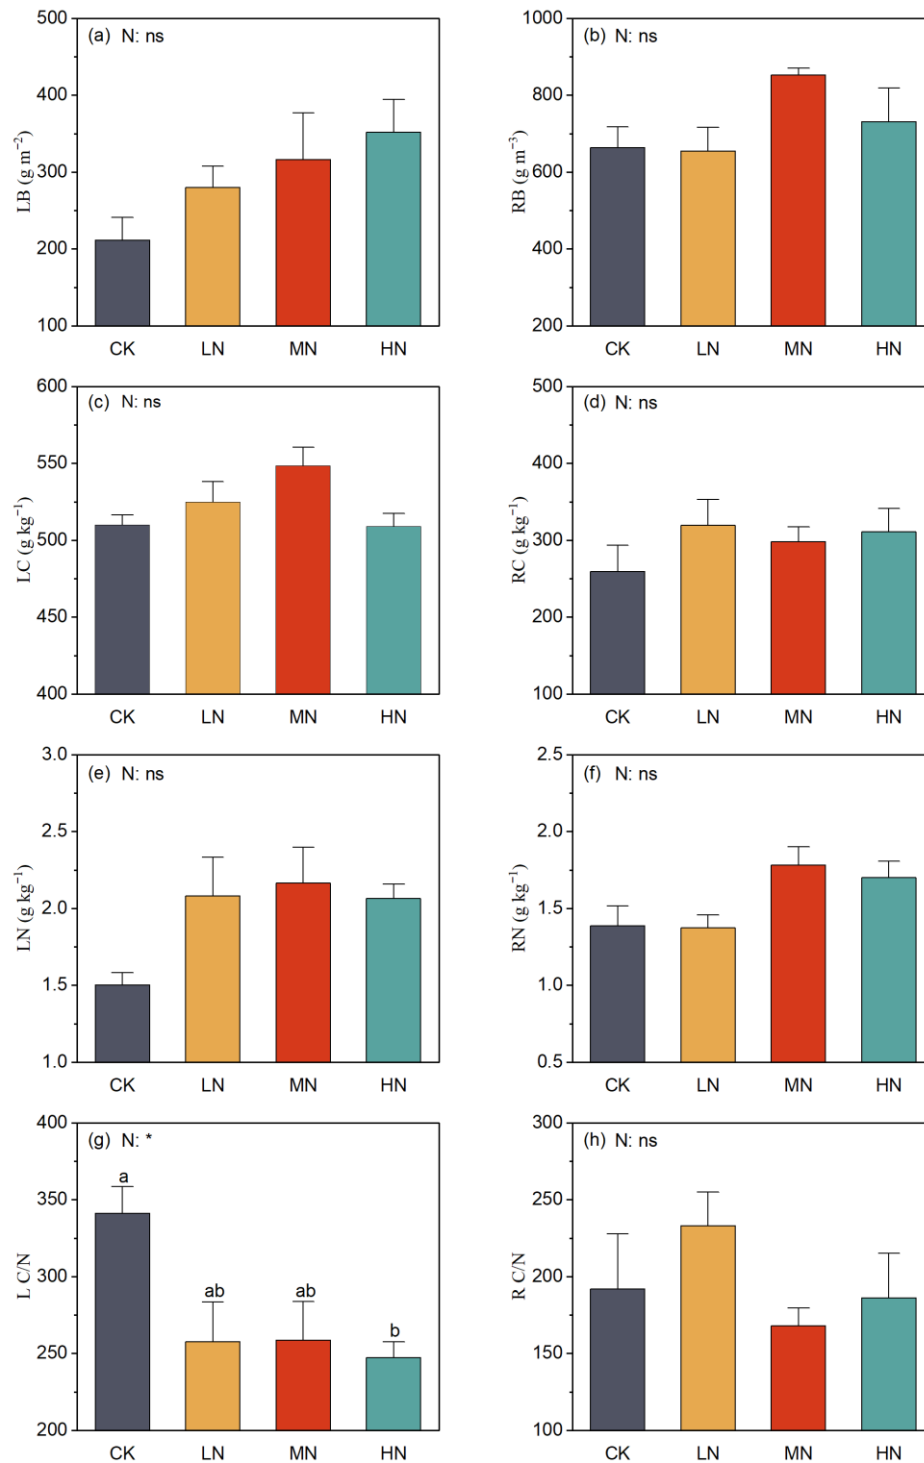 (a) N: ns
500
400
300
200
100
LB (g m⁻²)
CK LN MN HN
(b) N: ns
1000
800
600
400
200
RB (g m⁻³)
CK LN MN HN
(c) N: ns
600
550
500
450
400
LC (g kg⁻¹)
CK LN MN HN
(d) N: ns
500
400
300
200
100
RC (g kg⁻¹)
CK LN MN HN
(e) N: ns
3.0
2.5
2.0
1.5
1.0
LN (g kg⁻¹)
CK LN MN HN
(f) N: ns
2.5
2.0
1.5
1.0
0.5
RN (g kg⁻¹)
CK LN MN HN
(g) N: *
400
350
300
250
200
L C/N
a
ab
ab
b
CK LN MN HN
(h) N: ns
300
250
200
150
100
R C/N
CK LN MN HN